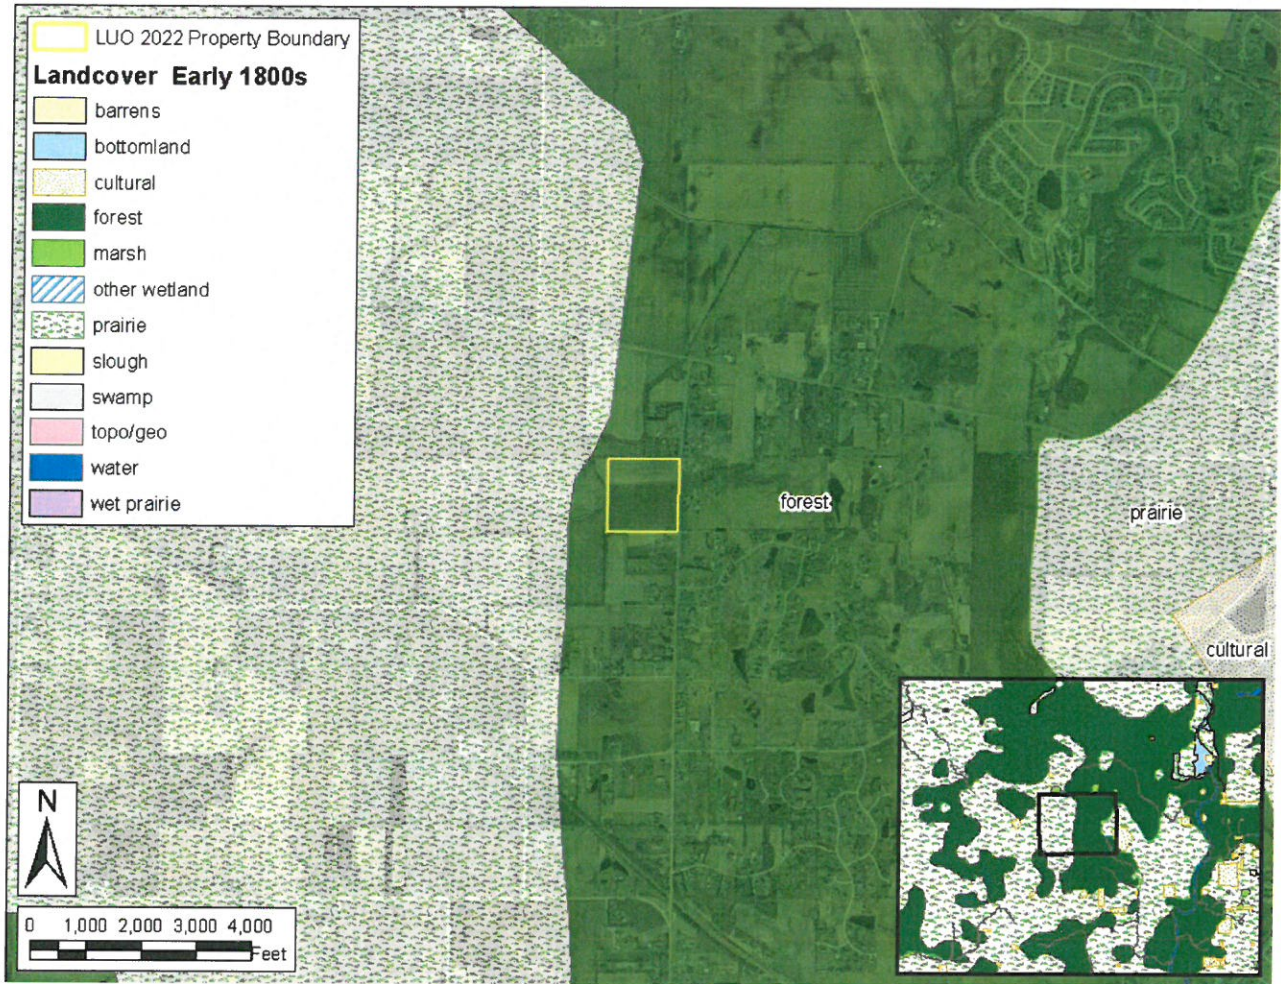 LUO 2022 Property Boundary
Landcover Early 1800s
barrens
bottomland
cultural
forest
marsh
other wetland
prairie
slough
swamp
topo/geo
water
wet prairie
forest
prairie
cultural
N
0 1,000 2,000 3,000 4,000
Feet